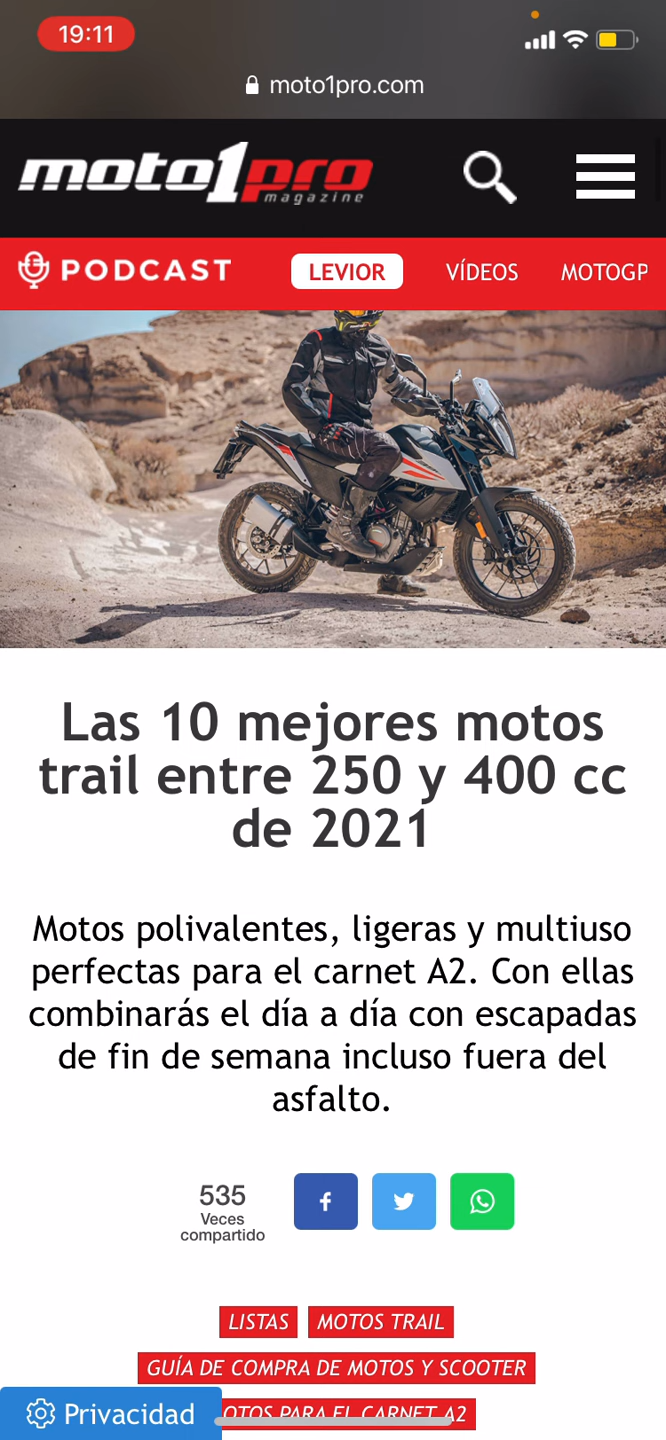 19:11
moto1pro.com
moto1pro
magazine
PODCAST LEVIOR VÍDEOS MOTOGP
Las 10 mejores motos
trail entre 250 y 400 cc
de 2021
Motos polivalentes, ligeras y multiuso
perfectas para el carnet A2. Con ellas
combinarás el día a día con escapadas
de fin de semana incluso fuera del
asfalto.
535
Veces
compartido
LISTAS MOTOS TRAIL
GUÍA DE COMPRA DE MOTOS Y SCOOTER
Privacidad OTOS PARA EL CARNET A2